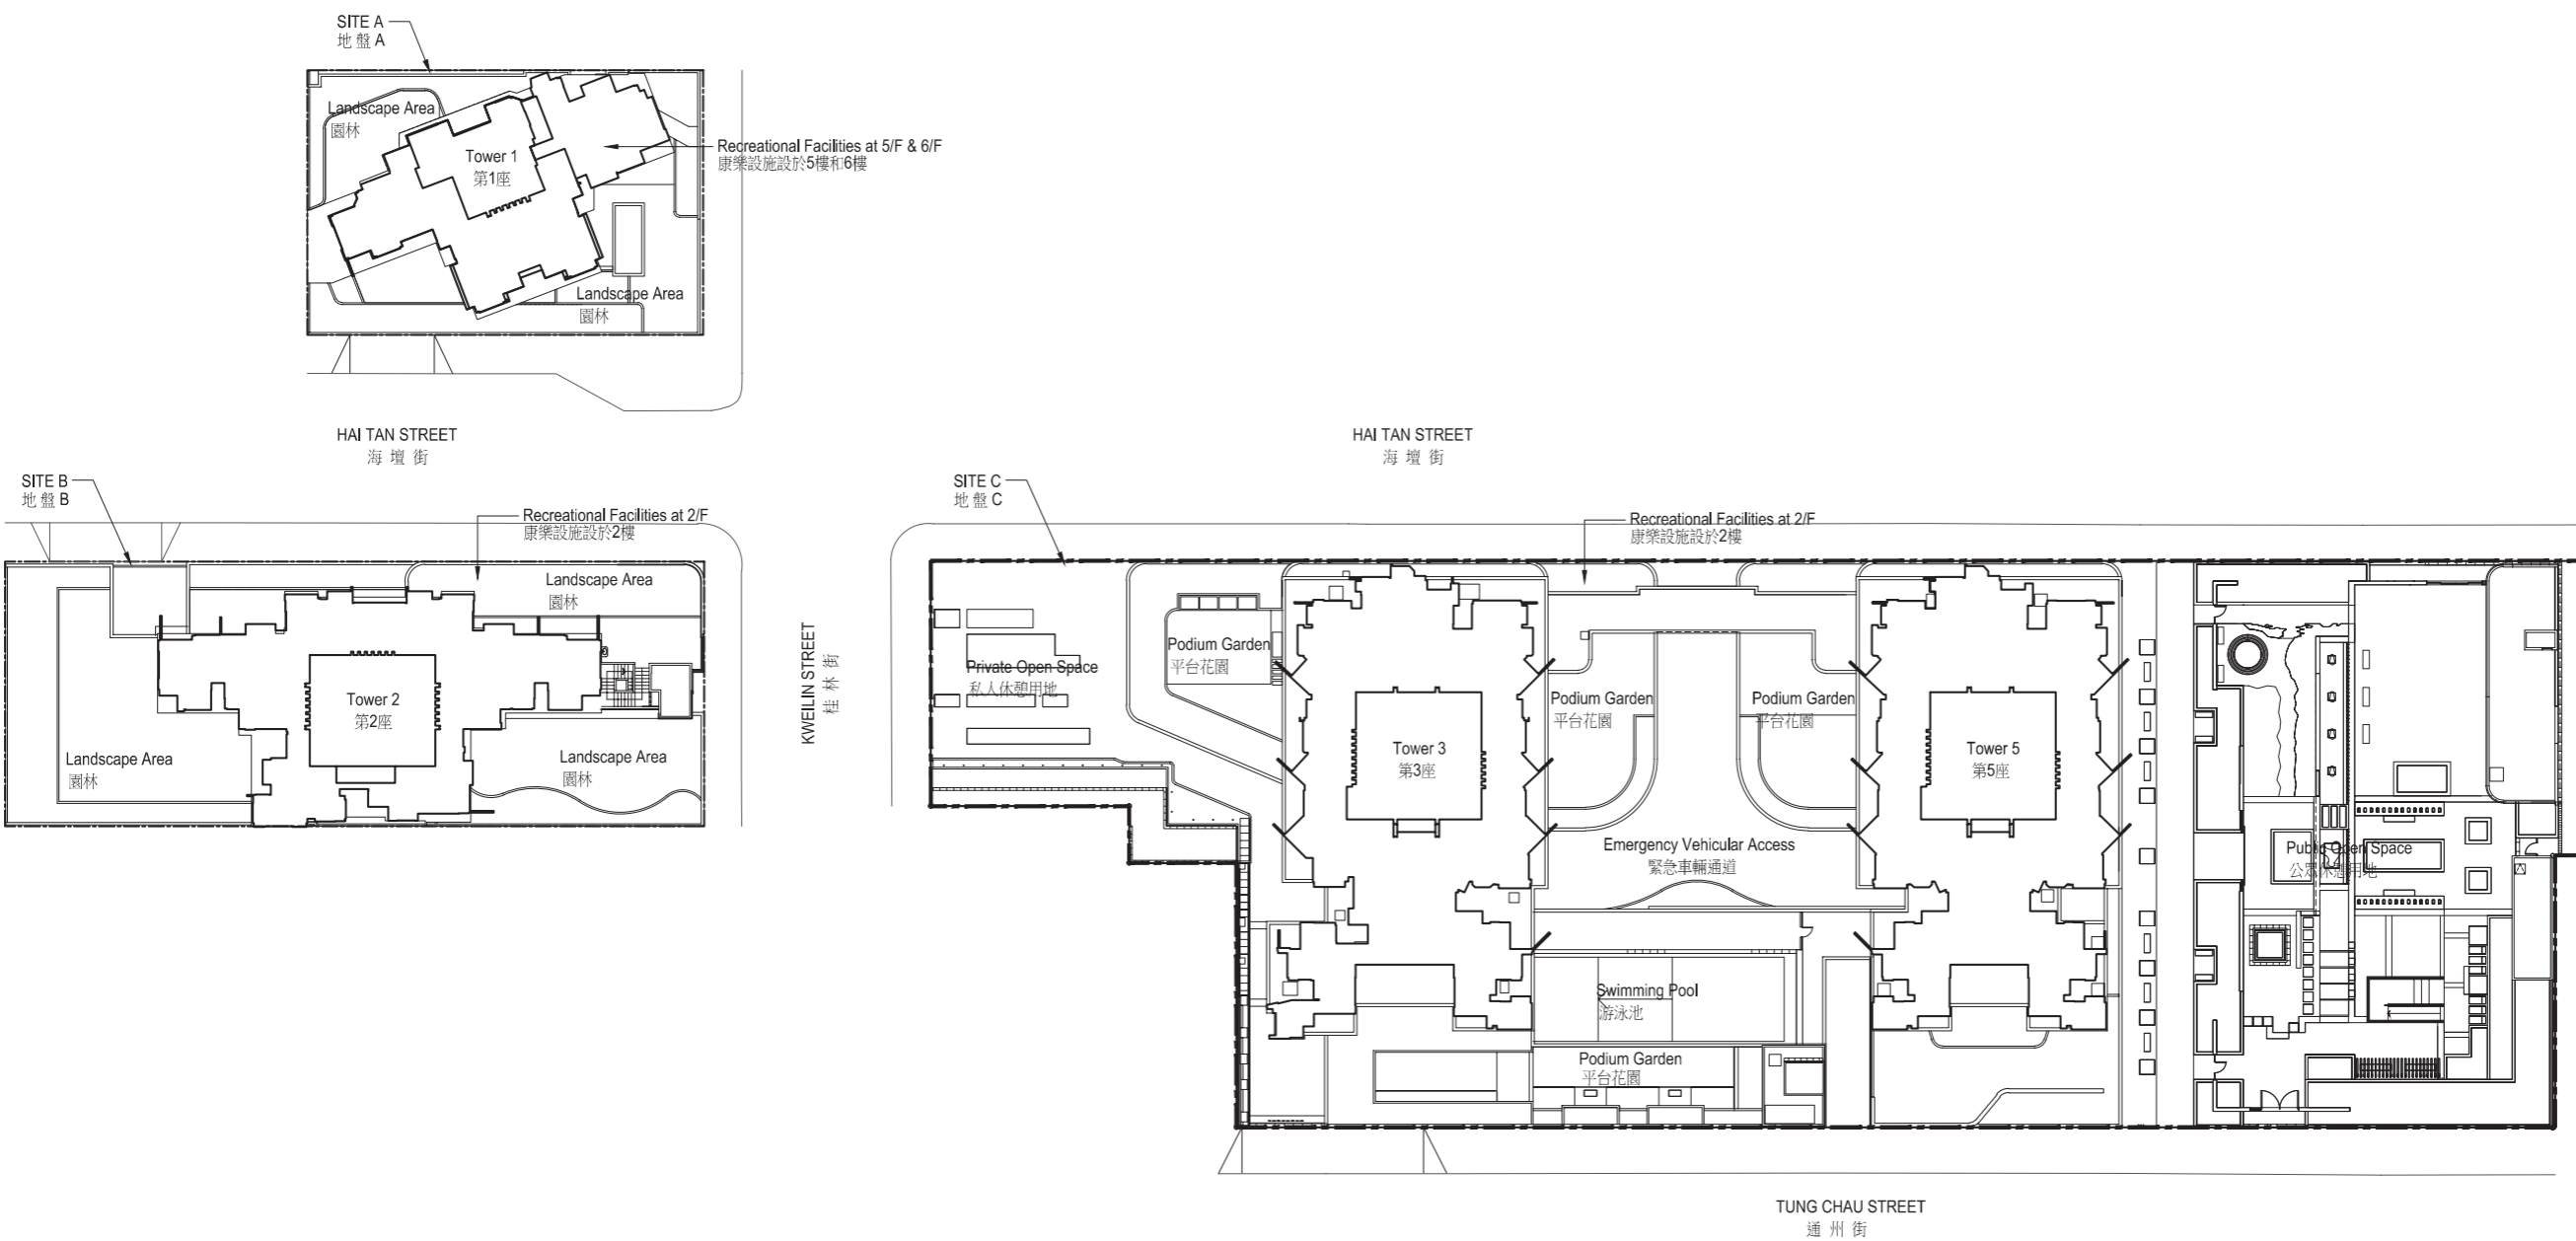 SITE A
地盤 A
Landscape Area
園林
Tower 1
第1座
Recreational Facilities at 5/F & 6/F
康樂設施設於5樓和6樓
Landscape Area
園林
HAI TAN STREET
海壇街
HAI TAN STREET
海壇街
SITE B
地盤 B
Recreational Facilities at 2/F
康樂設施設於2樓
Landscape Area
園林
Tower 2
第2座
Landscape Area
園林
Landscape Area
園林
KWEILIN STREET
桂林街
SITE C
地盤 C
Recreational Facilities at 2/F
康樂設施設於2樓
Private Open Space
私人休憩用地
Podium Garden
平台花園
Tower 3
第3座
Podium Garden
平台花園
Podium Garden
平台花園
Tower 5
第5座
Emergency Vehicular Access
緊急車輛通道
Public Open Space
公眾休憩用地
Swimming Pool
游泳池
Podium Garden
平台花園
TUNG CHAU STREET
通州街